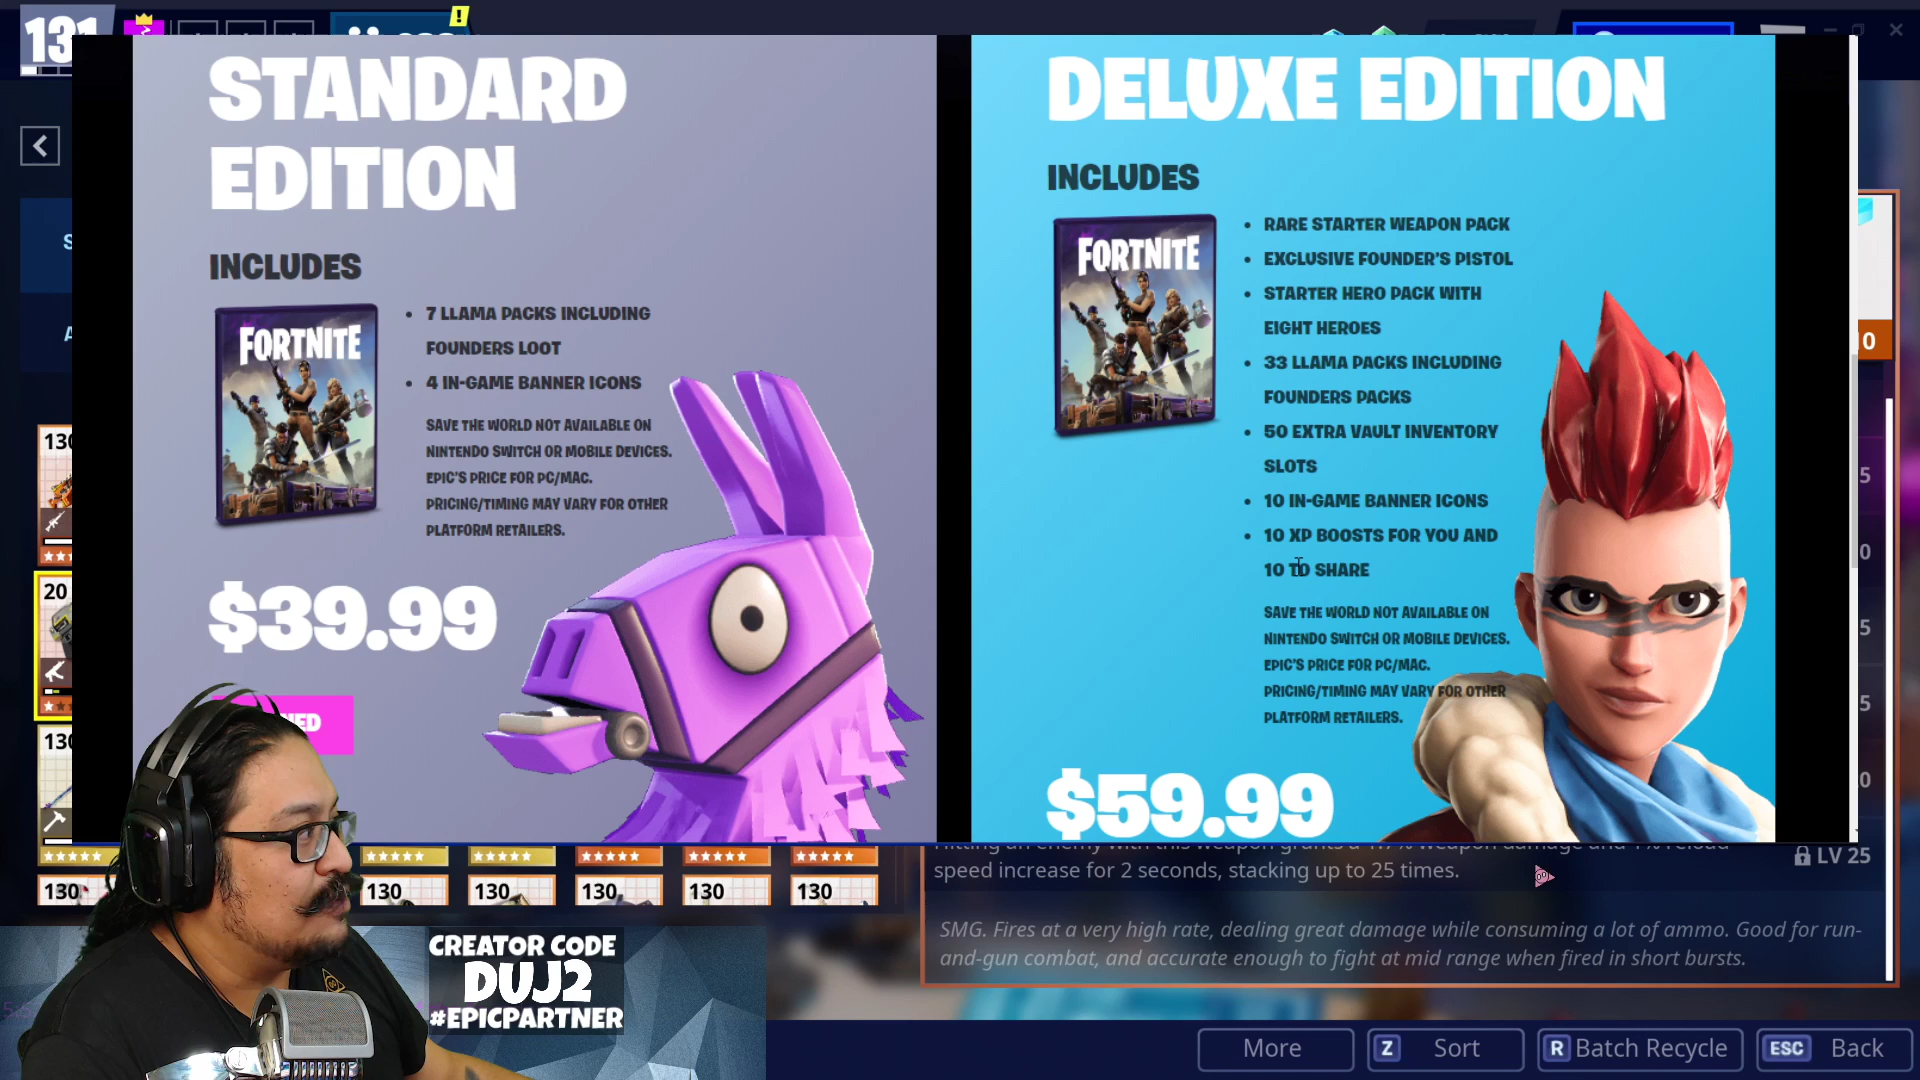 131
STANDARD
EDITION
INCLUDES
FORTNITE
7 LLAMA PACKS INCLUDING
FOUNDERS LOOT
4 IN-GAME BANNER ICONS
SAVE THE WORLD NOT AVAILABLE ON
NINTENDO SWITCH OR MOBILE DEVICES.
EPIC'S PRICE FOR PC/MAC.
PRICING/TIMING MAY VARY FOR OTHER
PLATFORM RETAILERS.
$39.99
DELUXE EDITION
INCLUDES
FORTNITE
RARE STARTER WEAPON PACK
EXCLUSIVE FOUNDER'S PISTOL
STARTER HERO PACK WITH
EIGHT HEROES
33 LLAMA PACKS INCLUDING
FOUNDERS PACKS
50 EXTRA VAULT INVENTORY
SLOTS
10 IN-GAME BANNER ICONS
10 XP BOOSTS FOR YOU AND
10 TO SHARE
SAVE THE WORLD NOT AVAILABLE ON
NINTENDO SWITCH OR MOBILE DEVICES.
EPIC'S PRICE FOR PC/MAC.
PRICING/TIMING MAY VARY FOR OTHER
PLATFORM RETAILERS.
$59.99
130
20
130
130 130 130 130 130 130
speed increase for 2 seconds, stacking up to 25 times.
LV 25
SMG. Fires at a very high rate, dealing great damage while consuming a lot of ammo. Good for run-
and-gun combat, and accurate enough to fight at mid range when fired in short bursts.
CREATOR CODE
DUJ2
#EPICPARTNER
More
Z Sort
R Batch Recycle
ESC Back